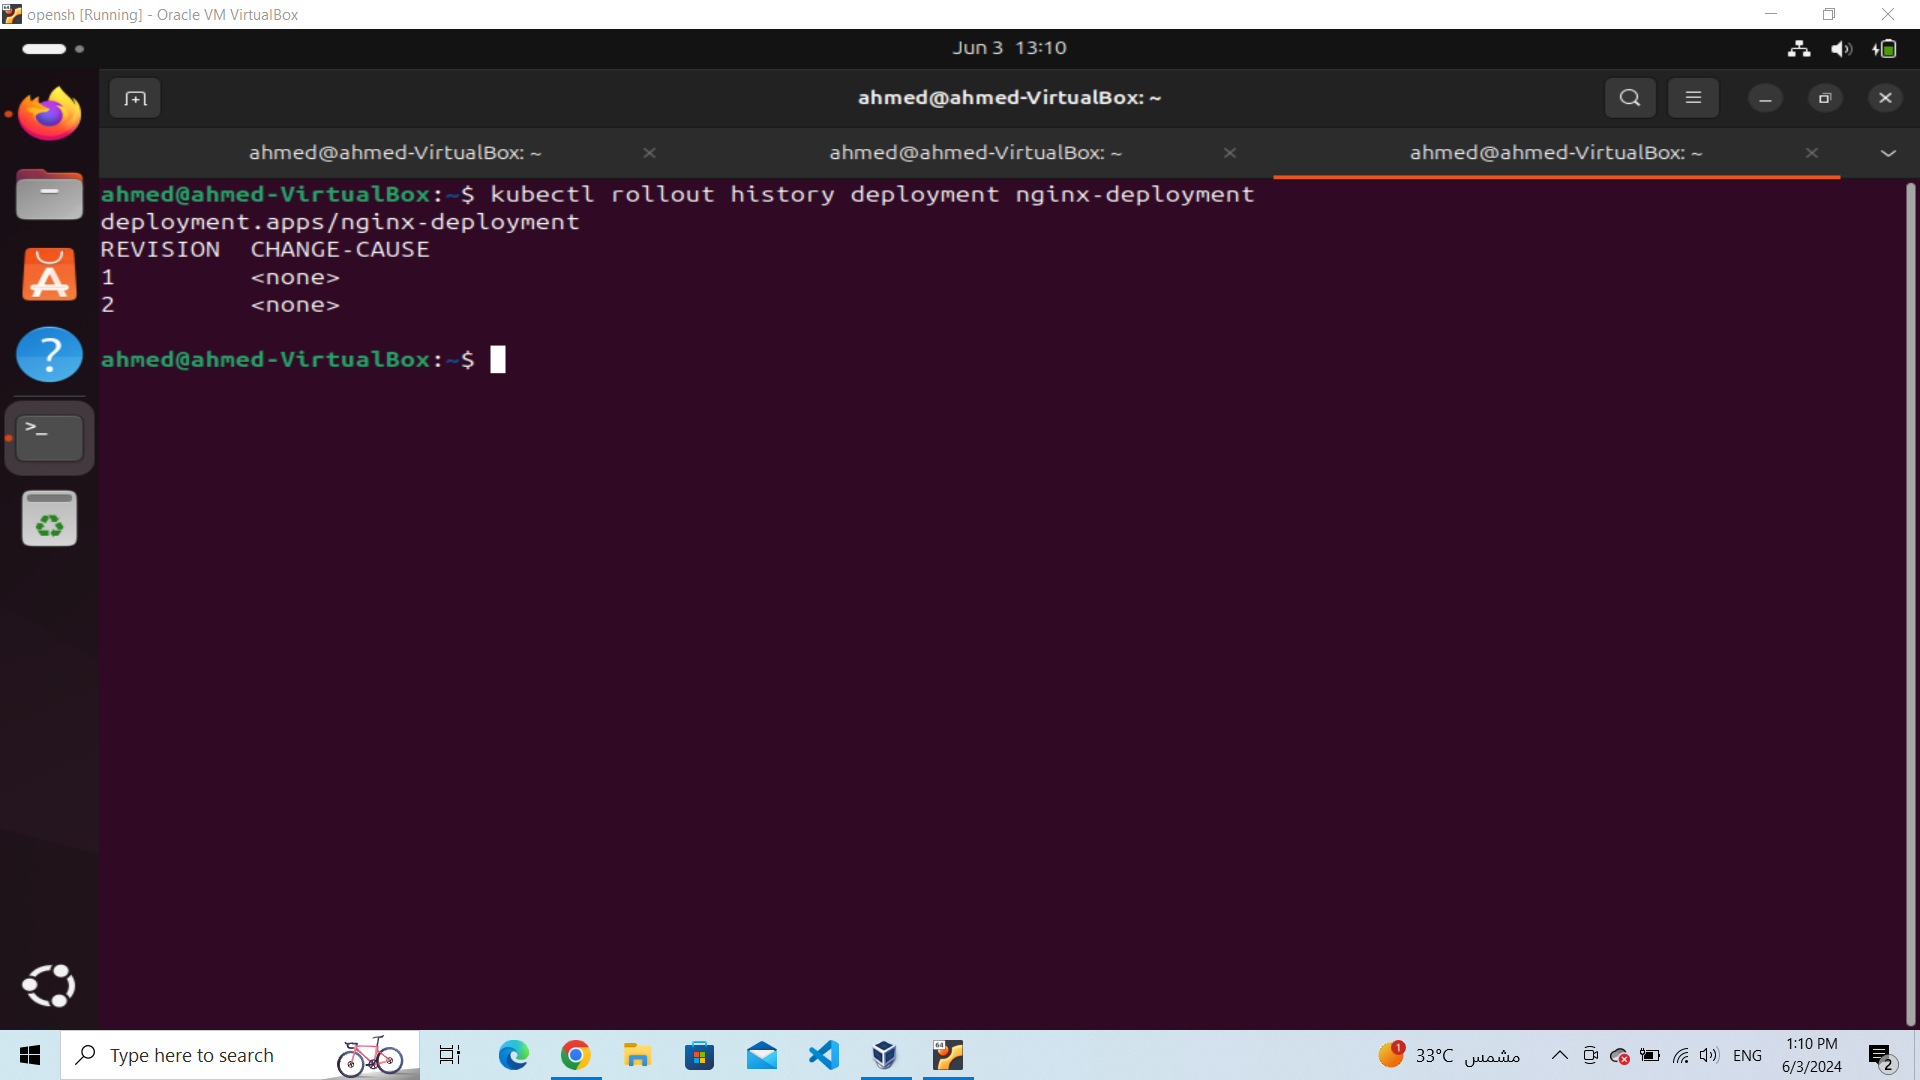 opensh [Running] - Oracle VM VirtualBox
Jun 3 13:10
ahmed@ahmed-VirtualBox: ~
ahmed@ahmed-VirtualBox: ~
ahmed@ahmed-VirtualBox: ~
ahmed@ahmed-VirtualBox: ~
ahmed@ahmed-VirtualBox:~$ kubectl rollout history deployment nginx-deployment
deployment.apps/nginx-deployment
REVISION  CHANGE-CAUSE
1         <none>
2         <none>
ahmed@ahmed-VirtualBox:~$
Type here to search
64
1
33°C مشمس
ENG
1:10 PM
6/3/2024
2